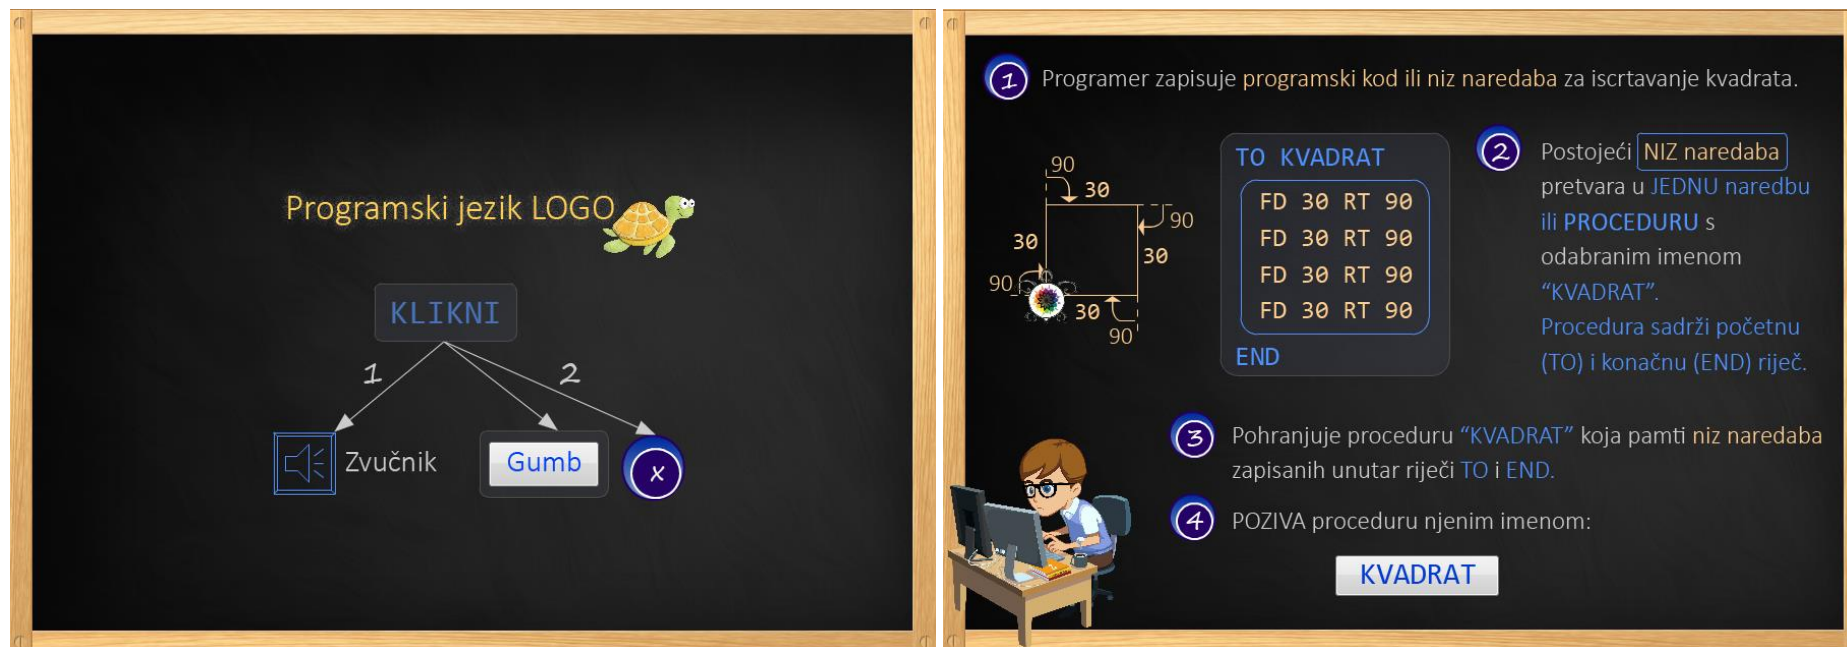 Programski jezik LOGO
KLIKNI
1
2
Zvučnik
Gumb
x
1 Programer zapisuje programski kod ili niz naredaba za iscrtavanje kvadrata.
90
30
90
30
30
90
30
90
TO KVADRAT
FD 30 RT 90
FD 30 RT 90
FD 30 RT 90
FD 30 RT 90
END
2 Postojeći NIZ naredaba
pretvara u JEDNU naredbu
ili PROCEDURU s
odabranim imenom
“KVADRAT”.
Procedura sadrži početnu
(TO) i konačnu (END) riječ.
3 Pohranjuje proceduru “KVADRAT” koja pamti niz naredaba
zapisanih unutar riječi TO i END.
4 POZIVA proceduru njenim imenom:
KVADRAT